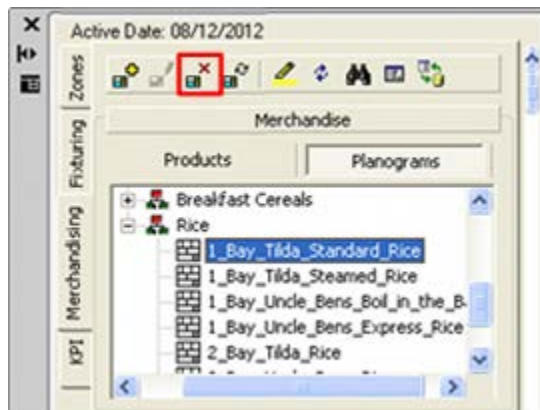 Active Date: 08/12/2012
Zones
Fixturing
Merchandising
KPI
Merchandise
Products
Planograms
Breakfast Cereals
Rice
1_Bay_Tilda_Standard_Rice
1_Bay_Tilda_Steamed_Rice
1_Bay_Uncle_Bens_Boil_in_the_B
1_Bay_Uncle_Bens_Express_Rice
2_Bay_Tilda_Rice